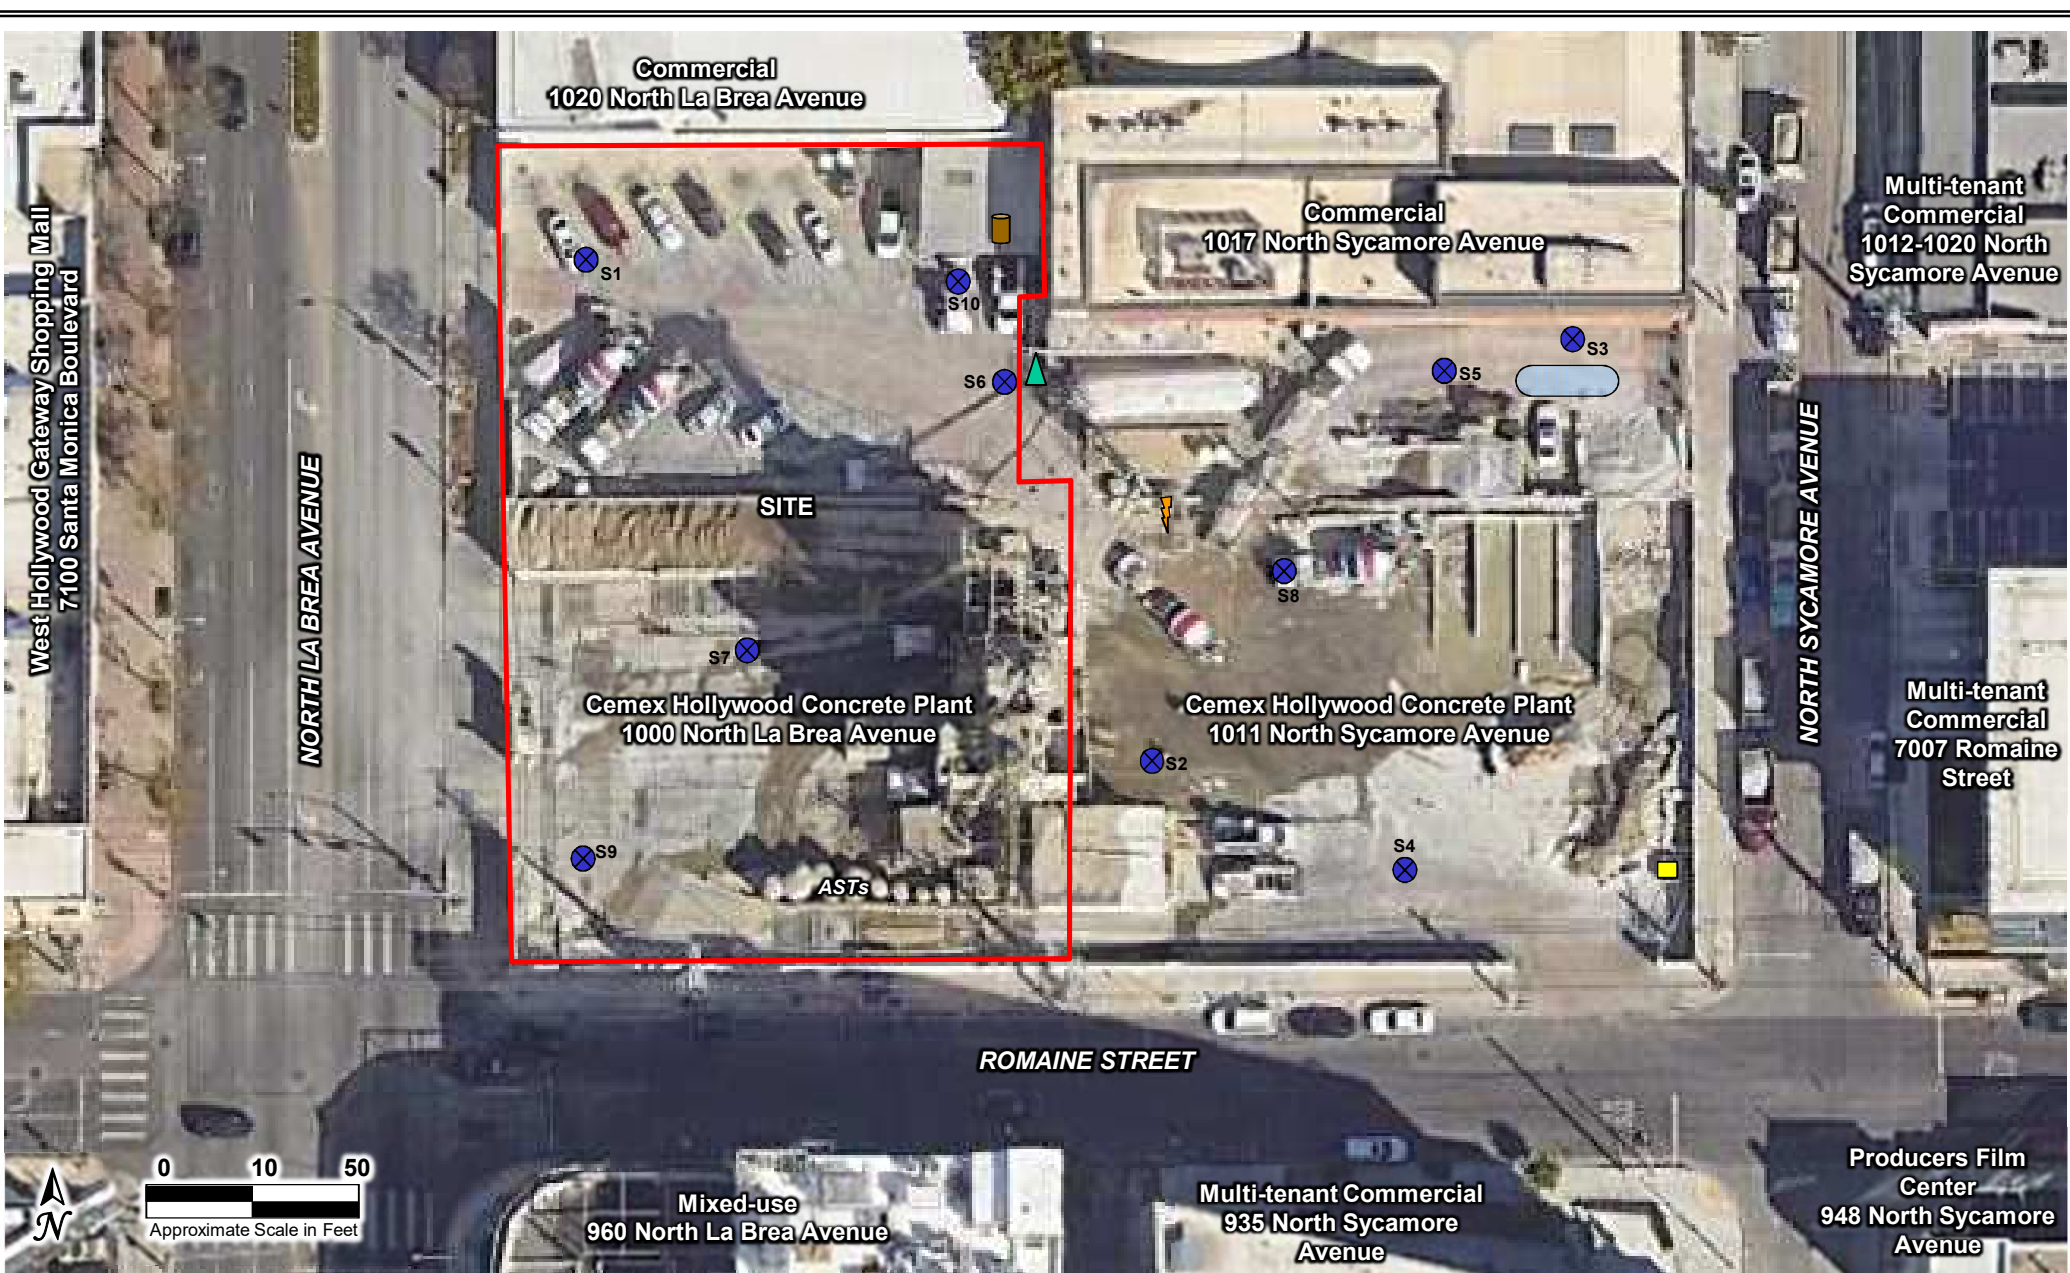 Commercial
1020 North La Brea Avenue
Commercial
1017 North Sycamore Avenue
Multi-tenant
Commercial
1012-1020 North
Sycamore Avenue
West Hollywood Gateway Shopping Mall
7100 Santa Monica Boulevard
NORTH LA BREA AVENUE
S1
S10
S3
S6
S5
SITE
S8
S7
NORTH SYCAMORE AVENUE
Cemex Hollywood Concrete Plant
1000 North La Brea Avenue
Cemex Hollywood Concrete Plant
1011 North Sycamore Avenue
Multi-tenant
Commercial
7007 Romaine
Street
S2
S9
S4
ASTs
ROMAINE STREET
N
0 10 50
Approximate Scale in Feet
Mixed-use
960 North La Brea Avenue
Multi-tenant Commercial
935 North Sycamore
Avenue
Producers Film
Center
948 North Sycamore
Avenue